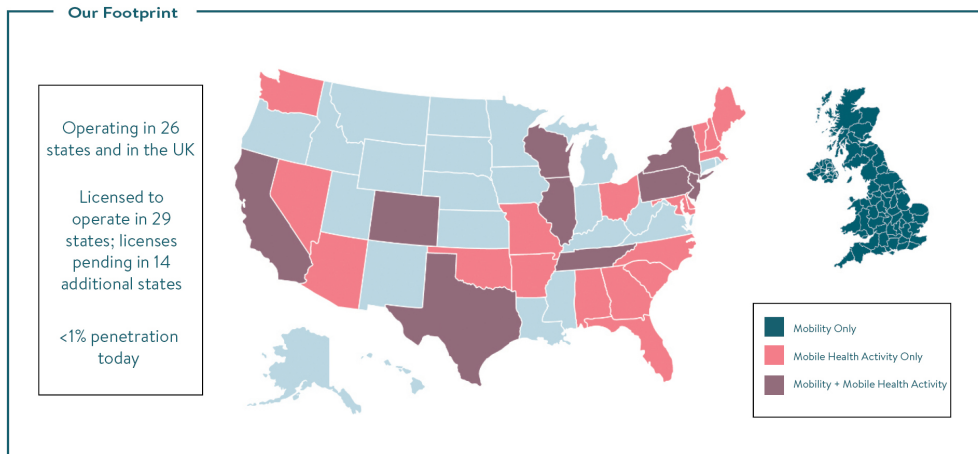 Our Footprint
Operating in 26
states and in the UK
Licensed to
operate in 29
states; licenses
pending in 14
additional states
<1% penetration
today
Mobility Only
Mobile Health Activity Only
Mobility + Mobile Health Activity